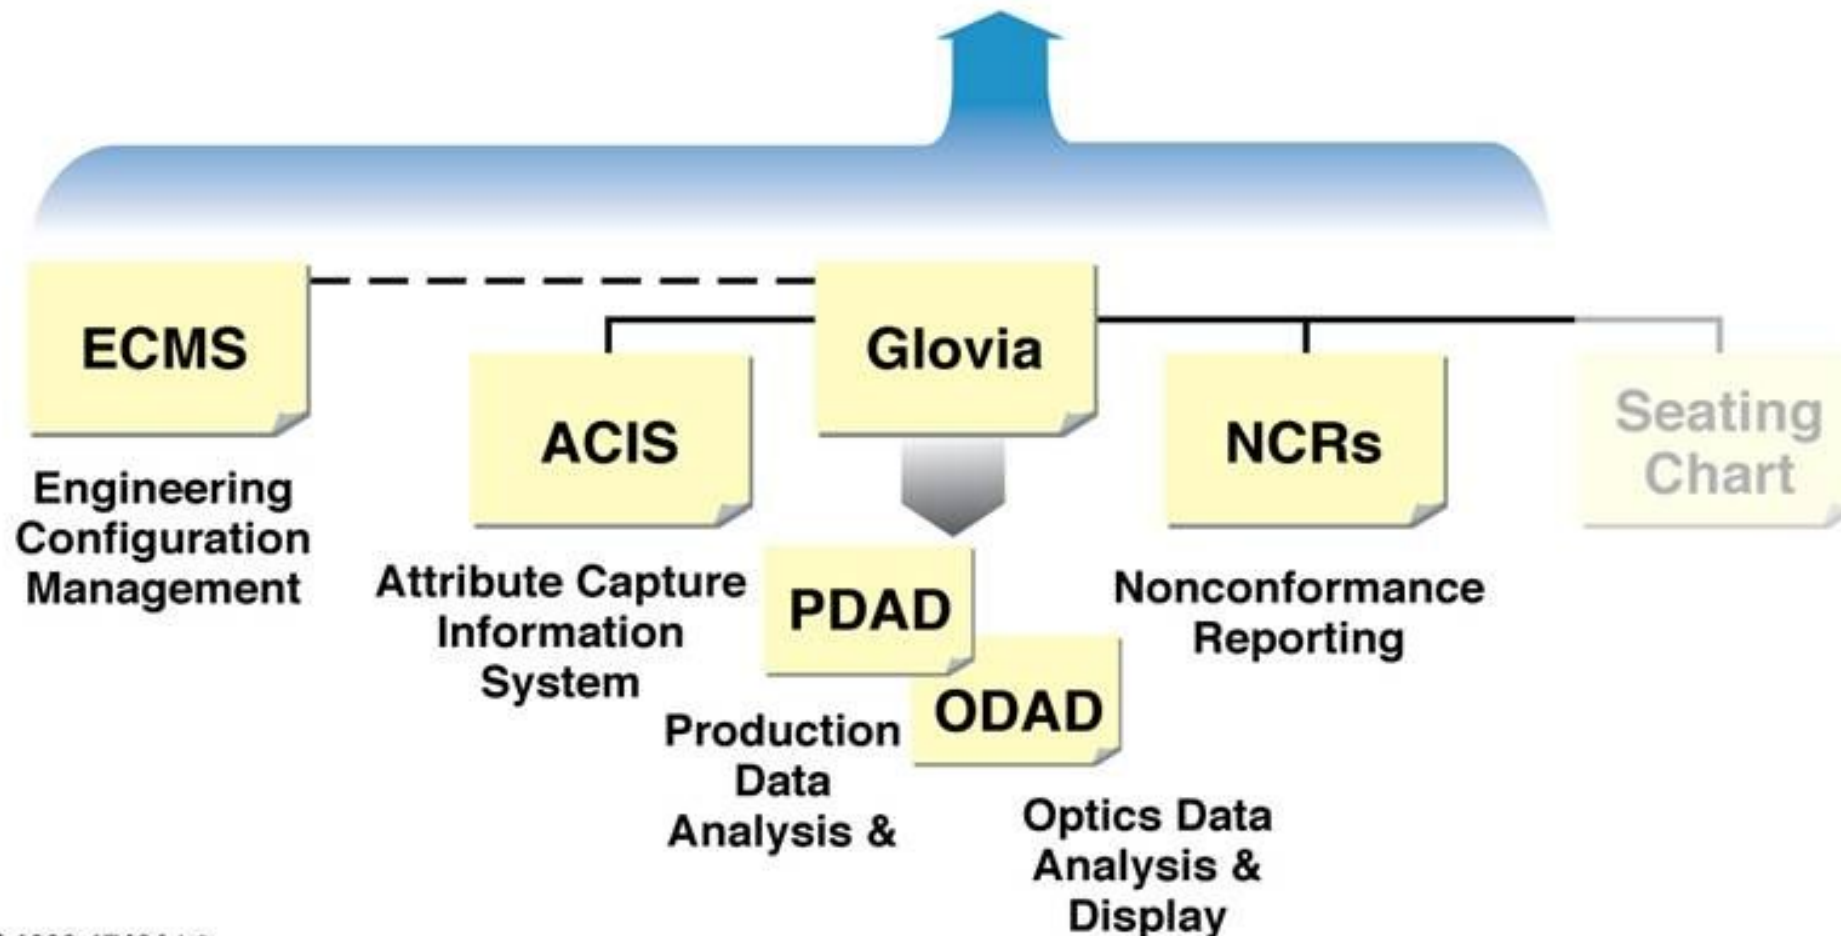 ECMS
Engineering
Configuration
Management
ACIS
Attribute Capture
Information
System
Glovia
PDAD
Production
Data
Analysis &
ODAD
Optics Data
Analysis &
Display
NCRs
Nonconformance
Reporting
Seating
Chart